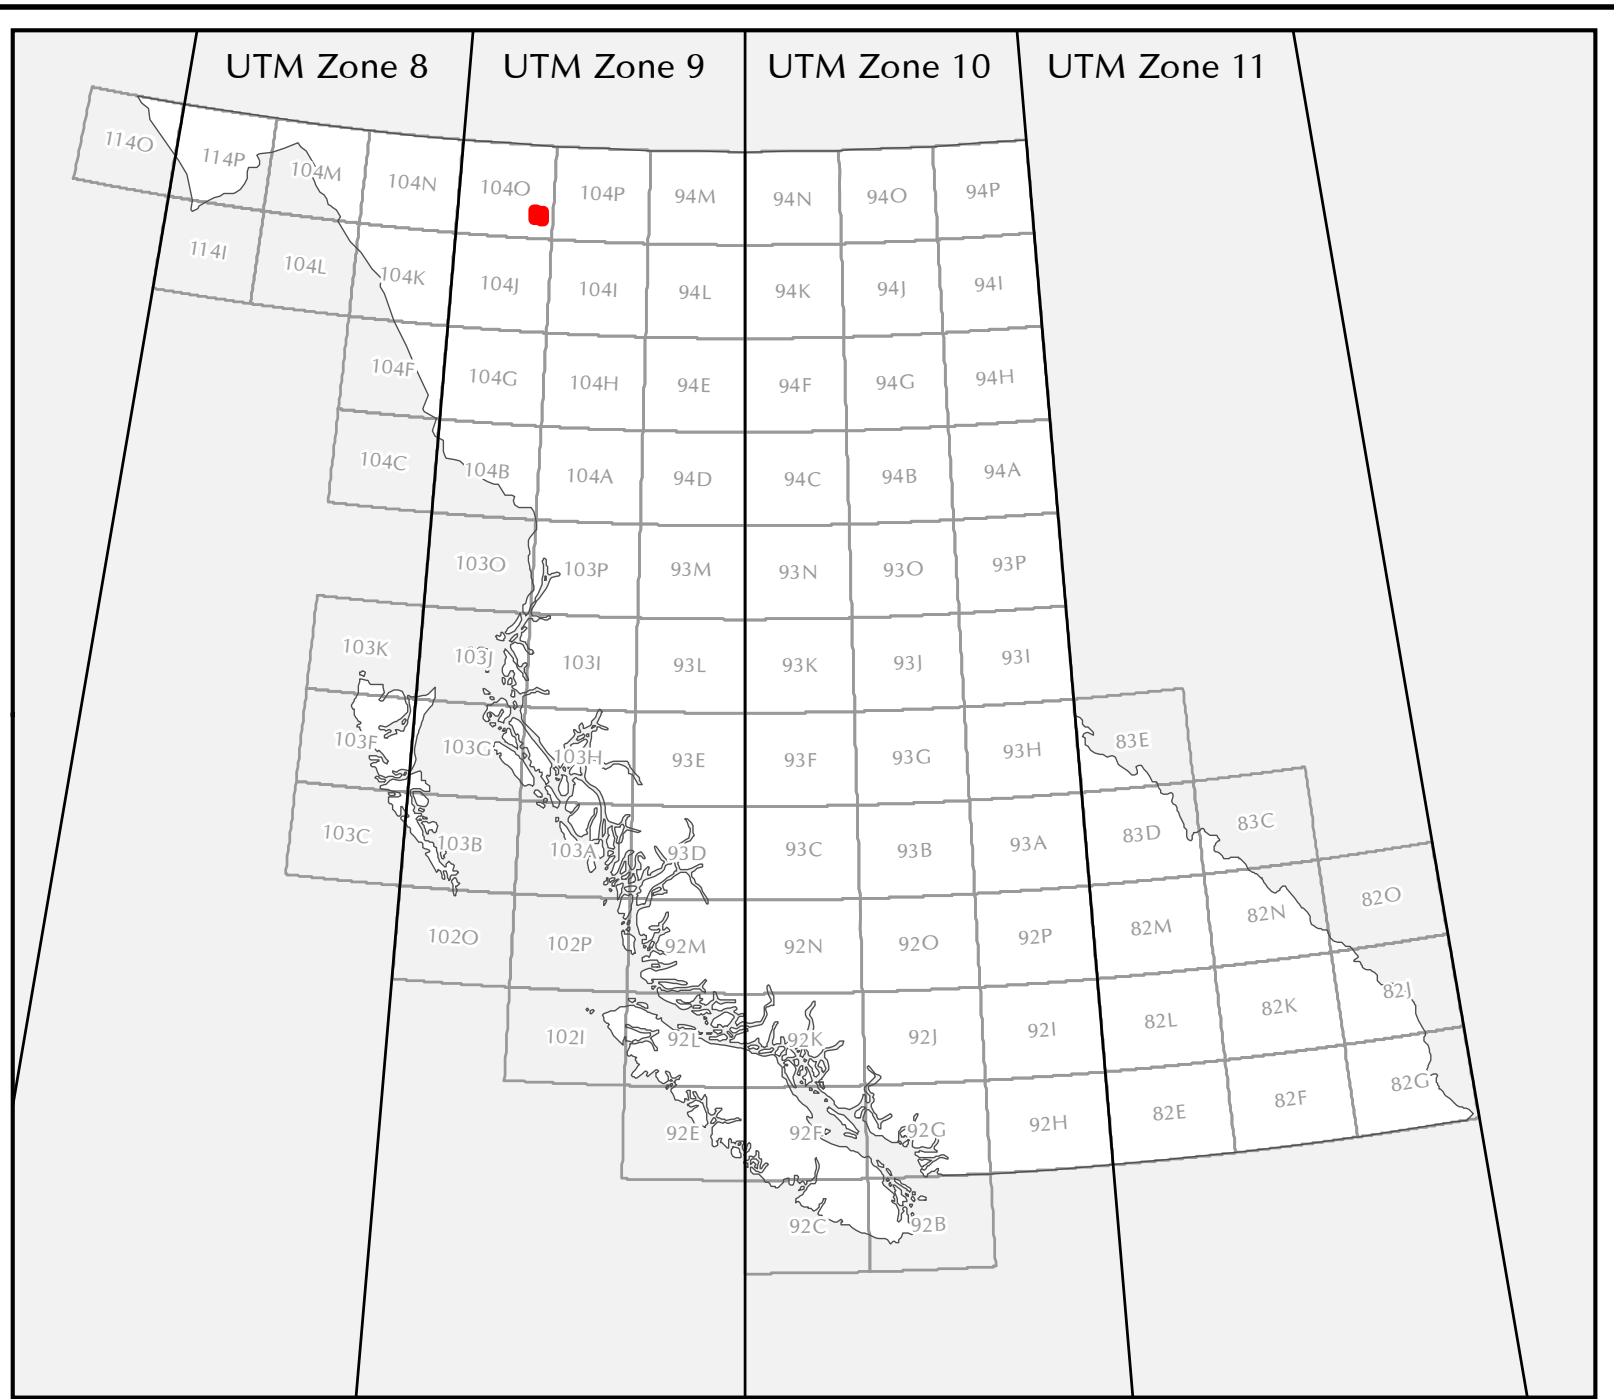 UTM Zone 8 UTM Zone 9 UTM Zone 10 UTM Zone 11
114O 114P 104M 104N 104O 104P 94M 94N 94O 94P
114I 104L 104K 104J 104I 94L 94K 94J 94I
104F 104G 104H 94E 94F 94G 94H
104C 104B 104A 94D 94C 94B 94A
103O 103P 93M 93N 93O 93P
103K 103J 103I 93L 93K 93J 93I
103F 103G 103H 93E 93F 93G 93H 83E
103C 103B 103A 93D 93C 93B 93A 83D 83C
102O 102P 92M 92N 92O 92P 82M 82N 82O
102I 92L 92K 92J 92I 82L 82K 82J
92E 92F 92G 92H 82E 82F 82G
92C 92B